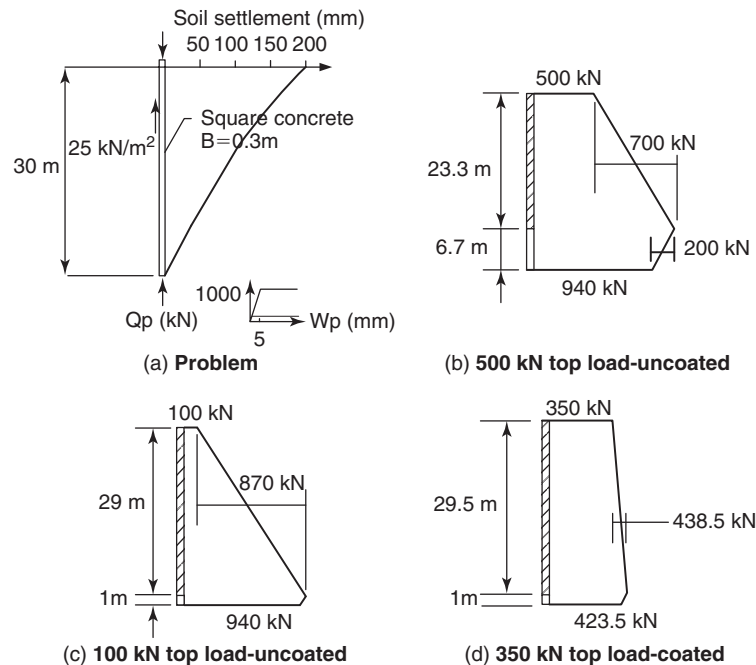 Soil settlement (mm)
50 100 150 200
30 m
25 kN/m²
Square concrete
B=0.3m
1000
Qp (kN)
5
Wp (mm)
(a) Problem
500 kN
700 kN
23.3 m
6.7 m
200 kN
940 kN
(b) 500 kN top load-uncoated
100 kN
870 kN
29 m
1m
940 kN
(c) 100 kN top load-uncoated
350 kN
29.5 m
438.5 kN
1m
423.5 kN
(d) 350 kN top load-coated